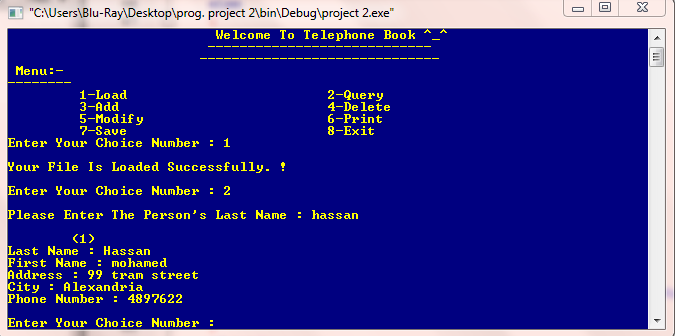 "C:\Users\Blu-Ray\Desktop\prog. project 2\bin\Debug\project 2.exe"
Welcome To Telephone Book ^_^
----------------------------
------------------------------
Menu:-
--------
1-Load 2-Query
3-Add 4-Delete
5-Modify 6-Print
7-Save 8-Exit
Enter Your Choice Number : 1
Your File Is Loaded Successfully. !
Enter Your Choice Number : 2
Please Enter The Person's Last Name : hassan
(1)
Last Name : Hassan
First Name : mohamed
Address : 99 tram street
City : Alexandria
Phone Number : 4897622
Enter Your Choice Number :